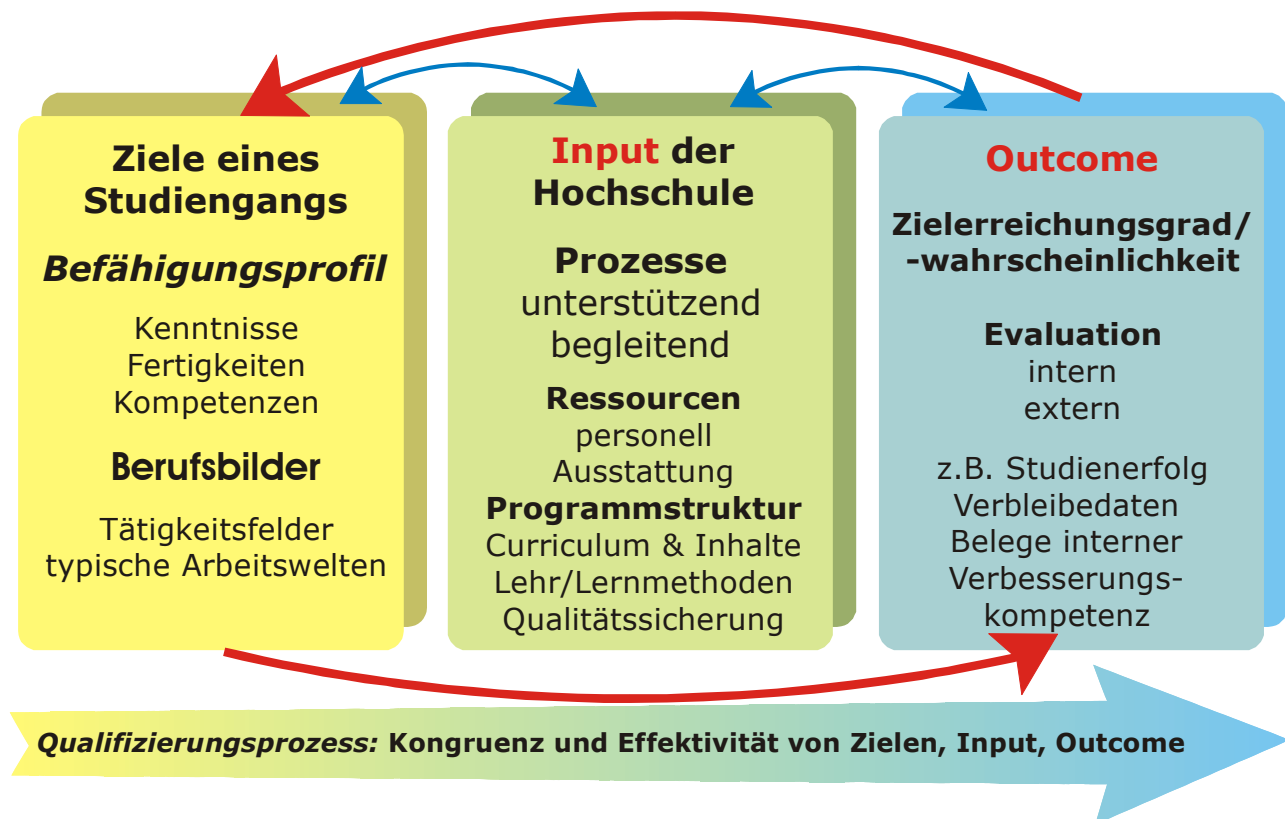 Ziele eines
Studiengangs
Befähigungsprofil
Kenntnisse
Fertigkeiten
Kompetenzen
Berufsbilder
Tätigkeitsfelder
typische Arbeitswelten
Input der
Hochschule
Prozesse
unterstützend
begleitend
Ressourcen
personell
Ausstattung
Programmstruktur
Curriculum & Inhalte
Lehr/Lernmethoden
Qualitätssicherung
Outcome
Zielerreichungsgrad/
-wahrscheinlichkeit
Evaluation
intern
extern
z.B. Studienerfolg
Verbleibedaten
Belege interner
Verbesserungs-
kompetenz
Qualifizierungsprozess: Kongruenz und Effektivität von Zielen, Input, Outcome